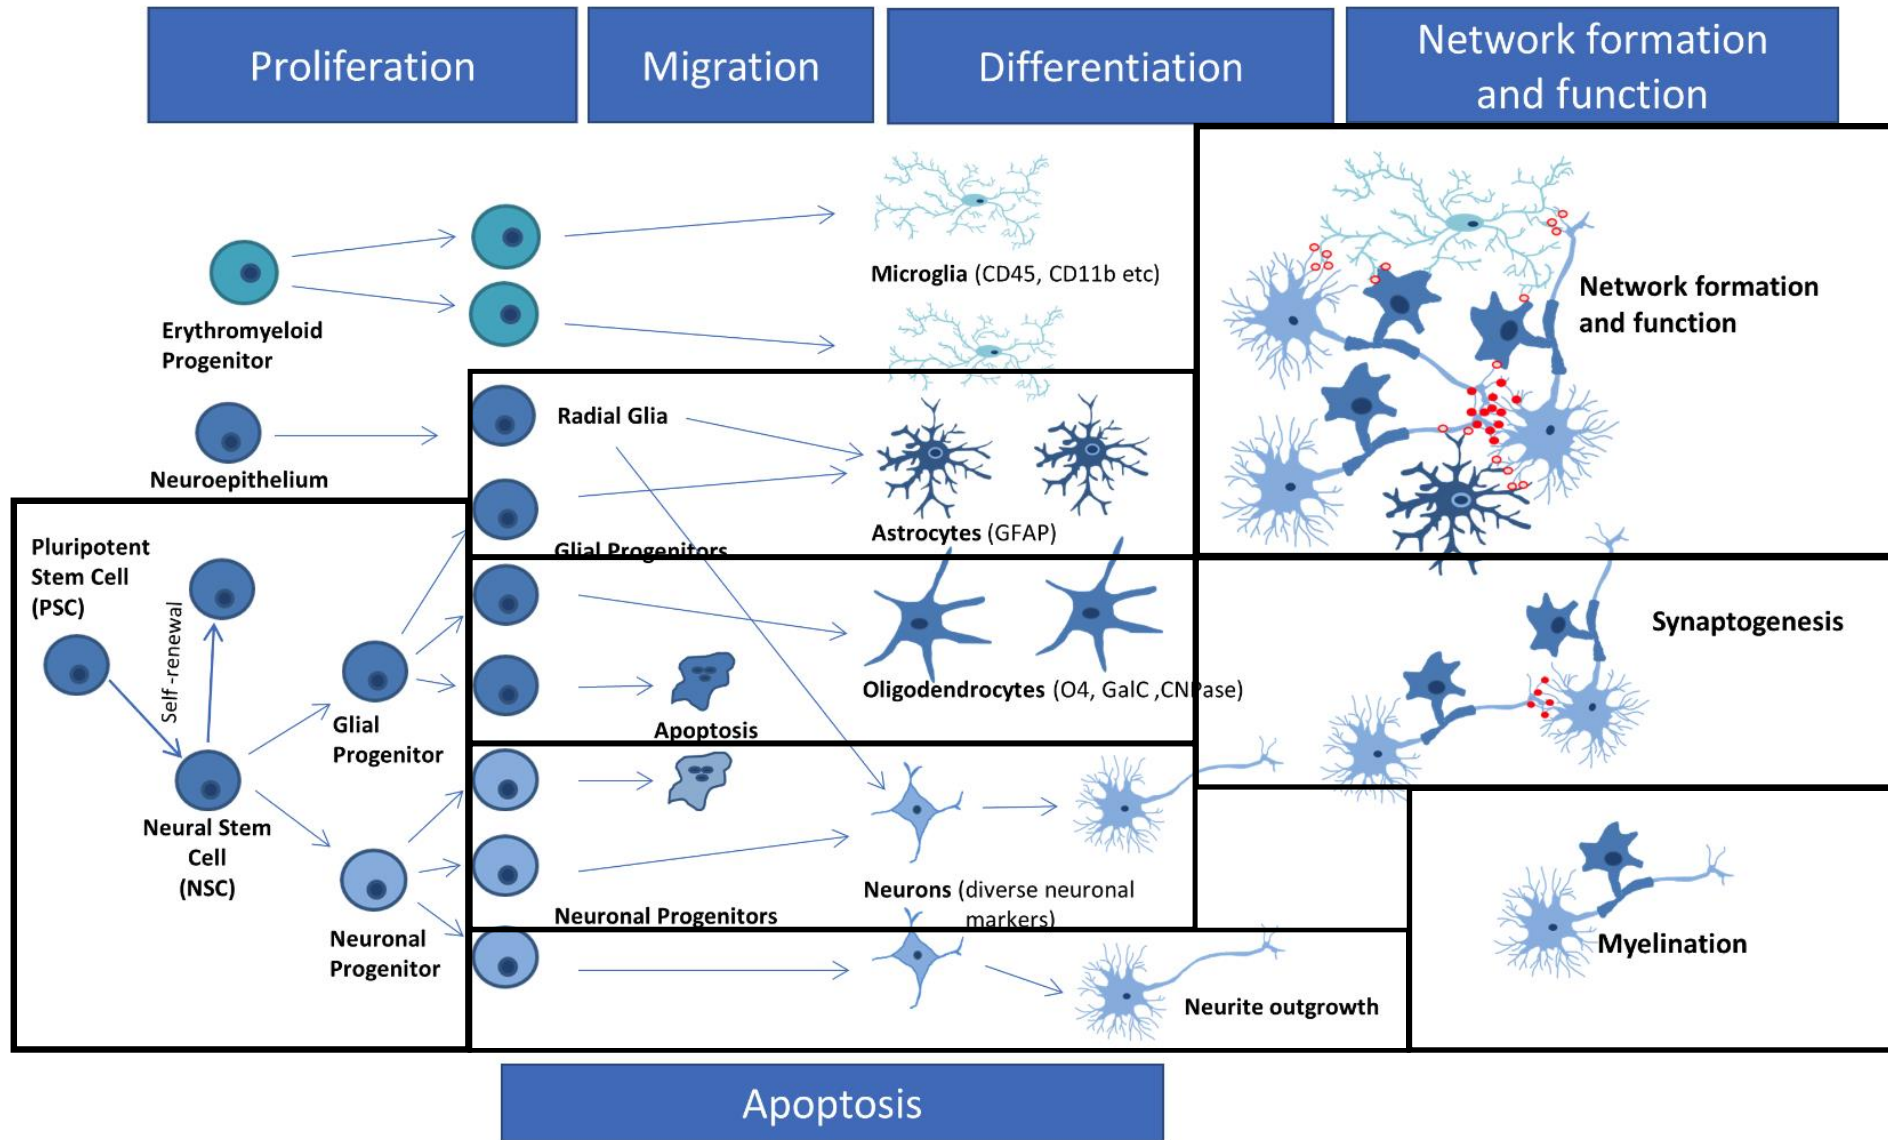 Proliferation
Migration
Differentiation
Network formation
and function
Microglia (CD45, CD11b etc)
Erythromyeloid
Progenitor
Network formation
and function
Radial Glia
Neuroepithelium
Astrocytes (GFAP)
Glial Progenitors
Pluripotent
Stem Cell
(PSC)
Self -renewal
Synaptogenesis
Oligodendrocytes (O4, GalC ,CNPase)
Glial
Progenitor
Apoptosis
Neural Stem
Cell
(NSC)
Neurons (diverse neuronal
markers)
Neuronal Progenitors
Neuronal
Progenitor
Myelination
Neurite outgrowth
Apoptosis